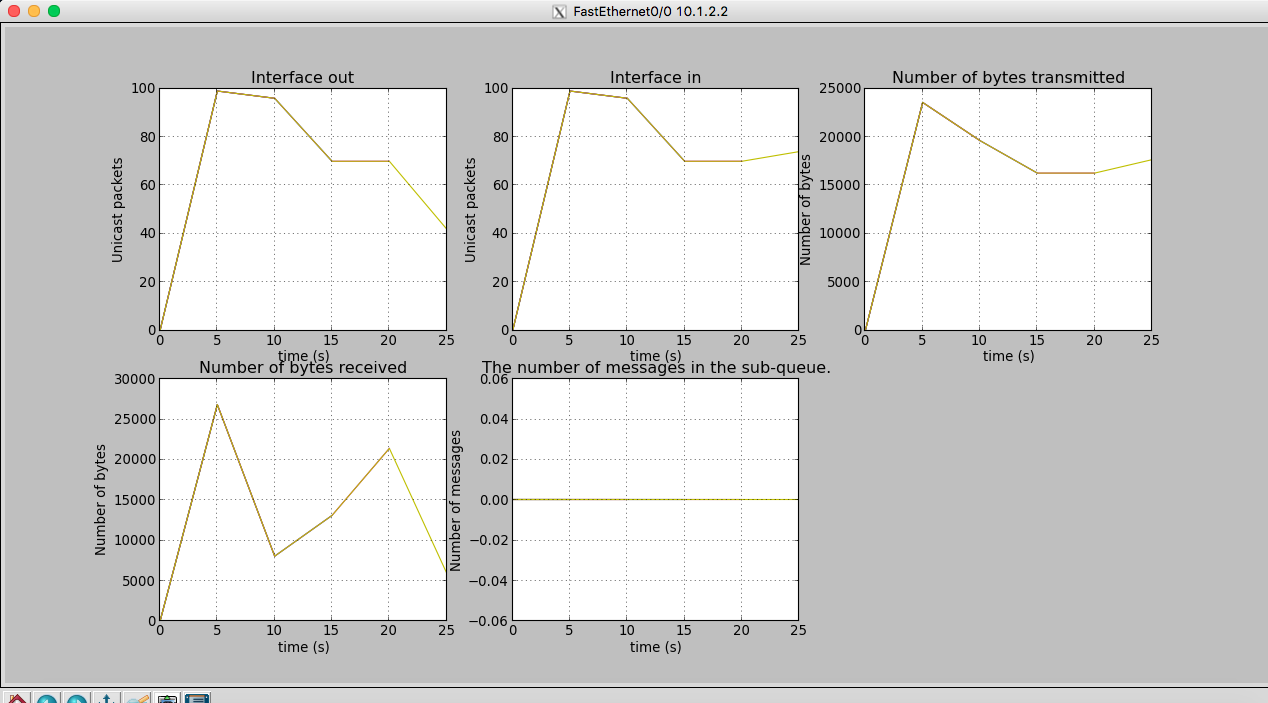 FastEthernet0/0 10.1.2.2
Interface out
100
80
60
40
20
0
Unicast packets
0 5 10 15 20 25
time (s)
Interface in
100
80
60
40
20
0
Unicast packets
0 5 10 15 20 25
time (s)
Number of bytes transmitted
25000
20000
15000
10000
5000
0
Number of bytes
0 5 10 15 20 25
time (s)
Number of bytes received
30000
25000
20000
15000
10000
5000
0
Number of bytes
0 5 10 15 20 25
time (s)
The number of messages in the sub-queue.
0.06
0.04
0.02
0.00
−0.02
−0.04
−0.06
Number of messages
0 5 10 15 20 25
time (s)